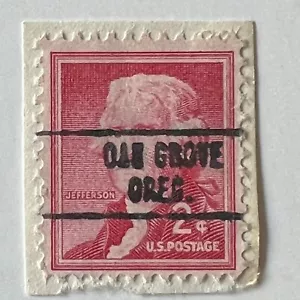 OAK GROVE
OREG.
JEFFERSON
2¢
U.S. POSTAGE